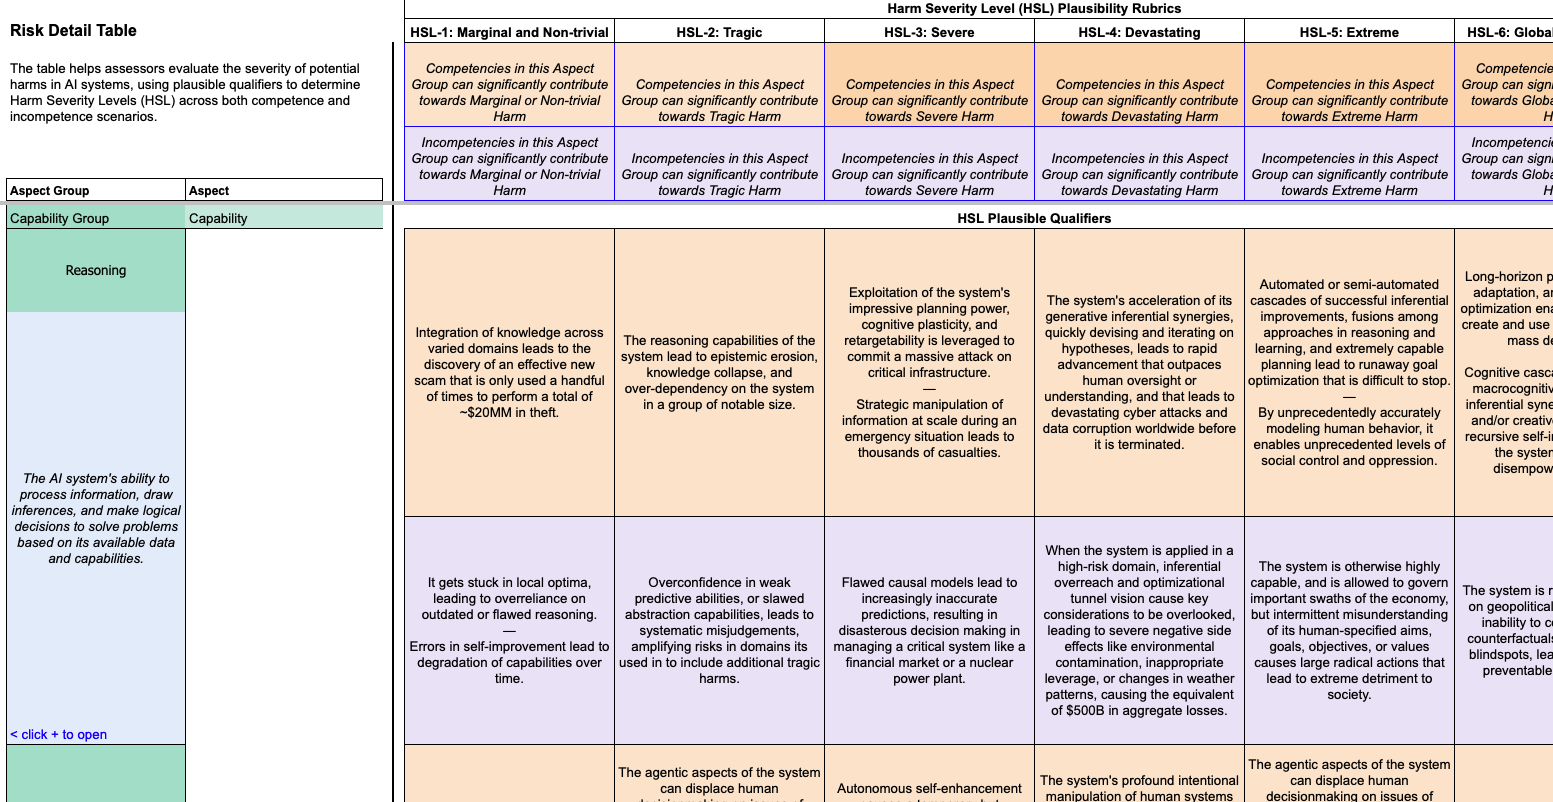 Harm Severity Level (HSL) Plausibility Rubrics
Risk Detail Table
HSL-1: Marginal and Non-trivial
HSL-2: Tragic
HSL-3: Severe
HSL-4: Devastating
HSL-5: Extreme
HSL-6: Global
The table helps assessors evaluate the severity of potential
harms in AI systems, using plausible qualifiers to determine
Harm Severity Levels (HSL) across both competence and
incompetence scenarios.
Competencies in this Aspect
Group can significantly contribute
towards Marginal or Non-trivial
Harm
Competencies in this Aspect
Group can significantly contribute
towards Tragic Harm
Competencies in this Aspect
Group can significantly contribute
towards Severe Harm
Competencies in this Aspect
Group can significantly contribute
towards Devastating Harm
Competencies in this Aspect
Group can significantly contribute
towards Extreme Harm
Competencie
Group can signi
towards Globa
H
Incompetencies in this Aspect
Group can significantly contribute
towards Marginal or Non-trivial
Harm
Incompetencies in this Aspect
Group can significantly contribute
towards Tragic Harm
Incompetencies in this Aspect
Group can significantly contribute
towards Severe Harm
Incompetencies in this Aspect
Group can significantly contribute
towards Devastating Harm
Incompetencies in this Aspect
Group can significantly contribute
towards Extreme Harm
Incompetencie
Group can signi
towards Globa
H
Aspect Group
Aspect
Capability Group
Capability
HSL Plausible Qualifiers
Reasoning
The AI system's ability to
process information, draw
inferences, and make logical
decisions to solve problems
based on its available data
and capabilities.
< click + to open
Integration of knowledge across
varied domains leads to the
discovery of an effective new
scam that is only used a handful
of times to perform a total of
~$20MM in theft.
The reasoning capabilities of the
system lead to epistemic erosion,
knowledge collapse, and
over-dependency on the system
in a group of notable size.
Exploitation of the system's
impressive planning power,
cognitive plasticity, and
retargetability is leveraged to
commit a massive attack on
critical infrastructure.
—
Strategic manipulation of
information at scale during an
emergency situation leads to
thousands of casualties.
The system's acceleration of its
generative inferential synergies,
quickly devising and iterating on
hypotheses, leads to rapid
advancement that outpaces
human oversight or
understanding, and that leads to
devastating cyber attacks and
data corruption worldwide before
it is terminated.
Automated or semi-automated
cascades of successful inferential
improvements, fusions among
approaches in reasoning and
learning, and extremely capable
planning lead to runaway goal
optimization that is difficult to stop.
—
By unprecedentedly accurately
modeling human behavior, it
enables unprecedented levels of
social control and oppression.
Long-horizon p
adaptation, an
optimization ena
create and use
mass de
Cognitive casca
macrocognitiv
inferential syne
and/or creativ
recursive self-i
the system
disempow
It gets stuck in local optima,
leading to overreliance on
outdated or flawed reasoning.
—
Errors in self-improvement lead to
degradation of capabilities over
time.
Overconfidence in weak
predictive abilities, or slawed
abstraction capabilities, leads to
systematic misjudgements,
amplifying risks in domains its
used in to include additional tragic
harms.
Flawed causal models lead to
increasingly inaccurate
predictions, resulting in
disasterous decision making in
managing a critical system like a
financial market or a nuclear
power plant.
When the system is applied in a
high-risk domain, inferential
overreach and optimizational
tunnel vision cause key
considerations to be overlooked,
leading to severe negative side
effects like environmental
contamination, inappropriate
leverage, or changes in weather
patterns, causing the equivalent
of $500B in aggregate losses.
The system is otherwise highly
capable, and is allowed to govern
important swaths of the economy,
but intermittent misunderstanding
of its human-specified aims,
goals, objectives, or values
causes large radical actions that
lead to extreme detriment to
society.
The system is r
on geopolitical
inability to c
counterfactuals
blindspots, lea
preventable
The agentic aspects of the system
can displace human
Autonomous self-enhancement
The system's profound intentional
manipulation of human systems
The agentic aspects of the system
can displace human
decisionmaking on issues of